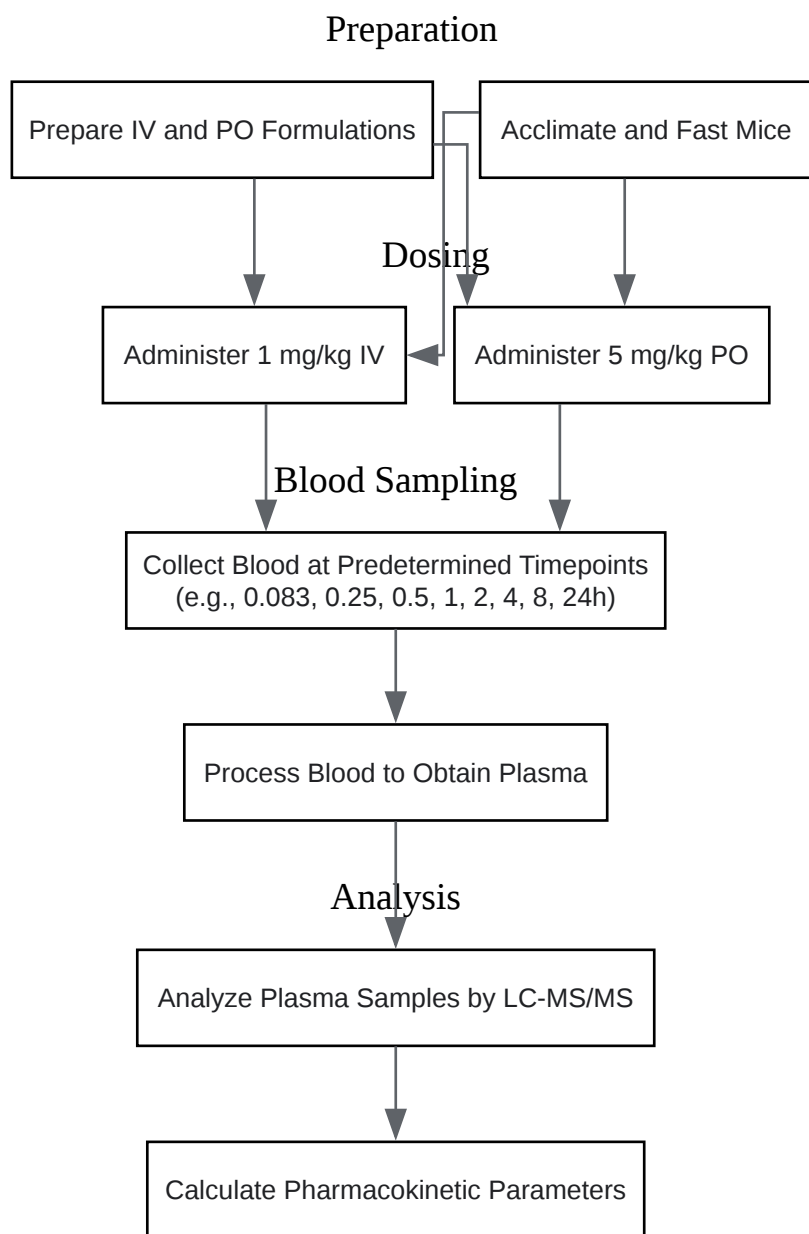 Preparation
Prepare IV and PO Formulations
Acclimate and Fast Mice
Dosing
Administer 1 mg/kg IV
Administer 5 mg/kg PO
Blood Sampling
Collect Blood at Predetermined Timepoints
(e.g., 0.083, 0.25, 0.5, 1, 2, 4, 8, 24h)
Process Blood to Obtain Plasma
Analysis
Analyze Plasma Samples by LC-MS/MS
Calculate Pharmacokinetic Parameters